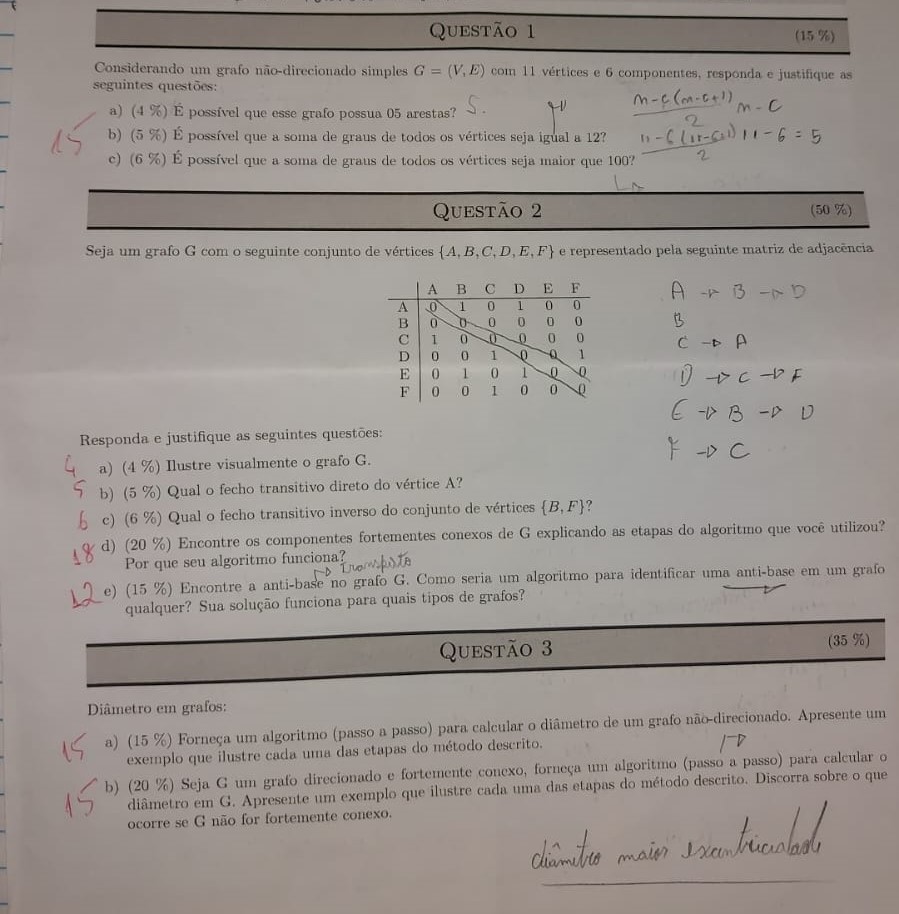 QUESTÃO 1 (15 %)
Considerando um grafo não-direcionado simples G = (V, E) com 11 vértices e 6 componentes, responda e justifique as
seguintes questões:
a) (4 %) É possível que esse grafo possua 05 arestas? S.
n-c(n-c+1) n-c
2
15
b) (5 %) É possível que a soma de graus de todos os vértices seja igual a 12?
11-6(11-6+1) 11-6=5
2
c) (6 %) É possível que a soma de graus de todos os vértices seja maior que 100?
QUESTÃO 2 (50 %)
Seja um grafo G com o seguinte conjunto de vértices {A, B, C, D, E, F} e representado pela seguinte matriz de adjacência
A B C D E F
A 0 1 0 1 0 0
B 0 0 0 0 0 0
C 1 0 0 0 0 0
D 0 0 1 0 0 1
E 0 1 0 1 0 0
F 0 0 1 0 0 0
A → B → D
B
C → A
D → C → F
E → B → D
F → C
Responda e justifique as seguintes questões:
4 a) (4 %) Ilustre visualmente o grafo G.
5 b) (5 %) Qual o fecho transitivo direto do vértice A?
6 c) (6 %) Qual o fecho transitivo inverso do conjunto de vértices {B, F}?
18 d) (20 %) Encontre os componentes fortementes conexos de G explicando as etapas do algoritmo que você utilizou?
Por que seu algoritmo funciona?
→ transposto
12 e) (15 %) Encontre a anti-base no grafo G. Como seria um algoritmo para identificar uma anti-base em um grafo
qualquer? Sua solução funciona para quais tipos de grafos?
QUESTÃO 3 (35 %)
Diâmetro em grafos:
15 a) (15 %) Forneça um algoritmo (passo a passo) para calcular o diâmetro de um grafo não-direcionado. Apresente um
exemplo que ilustre cada uma das etapas do método descrito.
15 b) (20 %) Seja G um grafo direcionado e fortemente conexo, forneça um algoritmo (passo a passo) para calcular o
diâmetro em G. Apresente um exemplo que ilustre cada uma das etapas do método descrito. Discorra sobre o que
ocorre se G não for fortemente conexo.
diâmetro maior